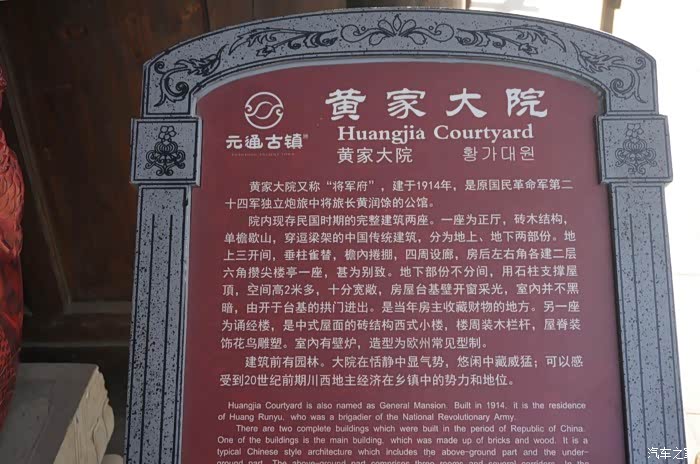 黄家大院
元通古镇
Huangjia Courtyard
黄家大院 황가대원
黄家大院又称“将军府”，建于1914年，是原国民革命军第二
十四军独立炮旅中将旅长黄润馀的公馆。
院内现存民国时期的完整建筑两座。一座为正厅，砖木结构，
单檐歇山，穿逗梁架的中国传统建筑，分为地上、地下两部份。地
上三开间，垂柱雀替，檐内捲掤，四周设廊，房后左右角各建二层
六角攒尖楼亭一座，甚为别致。地下部份不分间，用石柱支撑屋
顶，空间高2米多，十分宽敞，房屋台基壁开窗采光，室内并不黑
暗，由开于台基的拱门进出。是当年房主收藏财物的地方。另一座
为诵经楼，是中式屋面的砖结构西式小楼，楼周装木栏杆，屋脊装
饰花鸟雕塑。室内有壁炉，造型为欧州常见型制。
建筑前有园林。大院在恬静中显气势，悠闲中藏威猛；可以感
受到20世纪前期川西地主经济在乡镇中的势力和地位。
Huangjia Courtyard is also named as General Mansion. Built in 1914, it is the residence
of Huang Runyu, who was a brigadier of the National Revolutionary Army.
There are two complete buildings which were built in the period of Republic of China.
One of the buildings is the main building, which was made up of bricks and wood. It is a
typical Chinese style architecture which includes the above-ground part and the under-
ground part. The above-ground part comprises three rooms and several corridors. In the
汽车之家